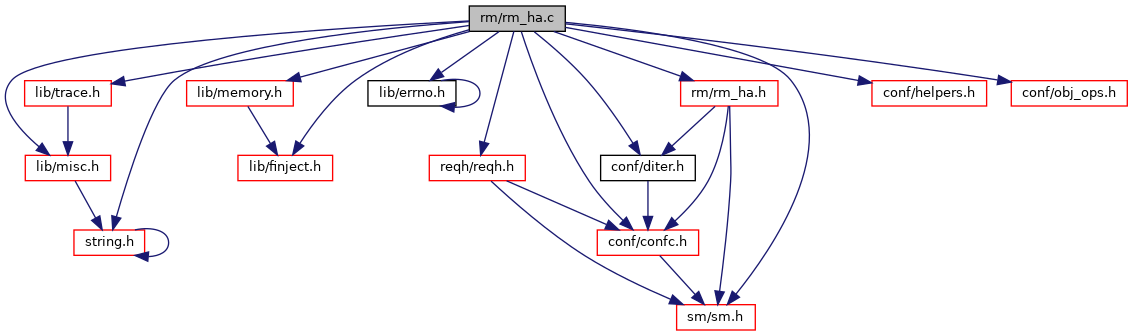 rm/rm_ha.c
lib/trace.h
lib/memory.h
lib/errno.h
rm/rm_ha.h
conf/helpers.h
conf/obj_ops.h
lib/misc.h
lib/finject.h
reqh/reqh.h
conf/diter.h
string.h
conf/confc.h
sm/sm.h